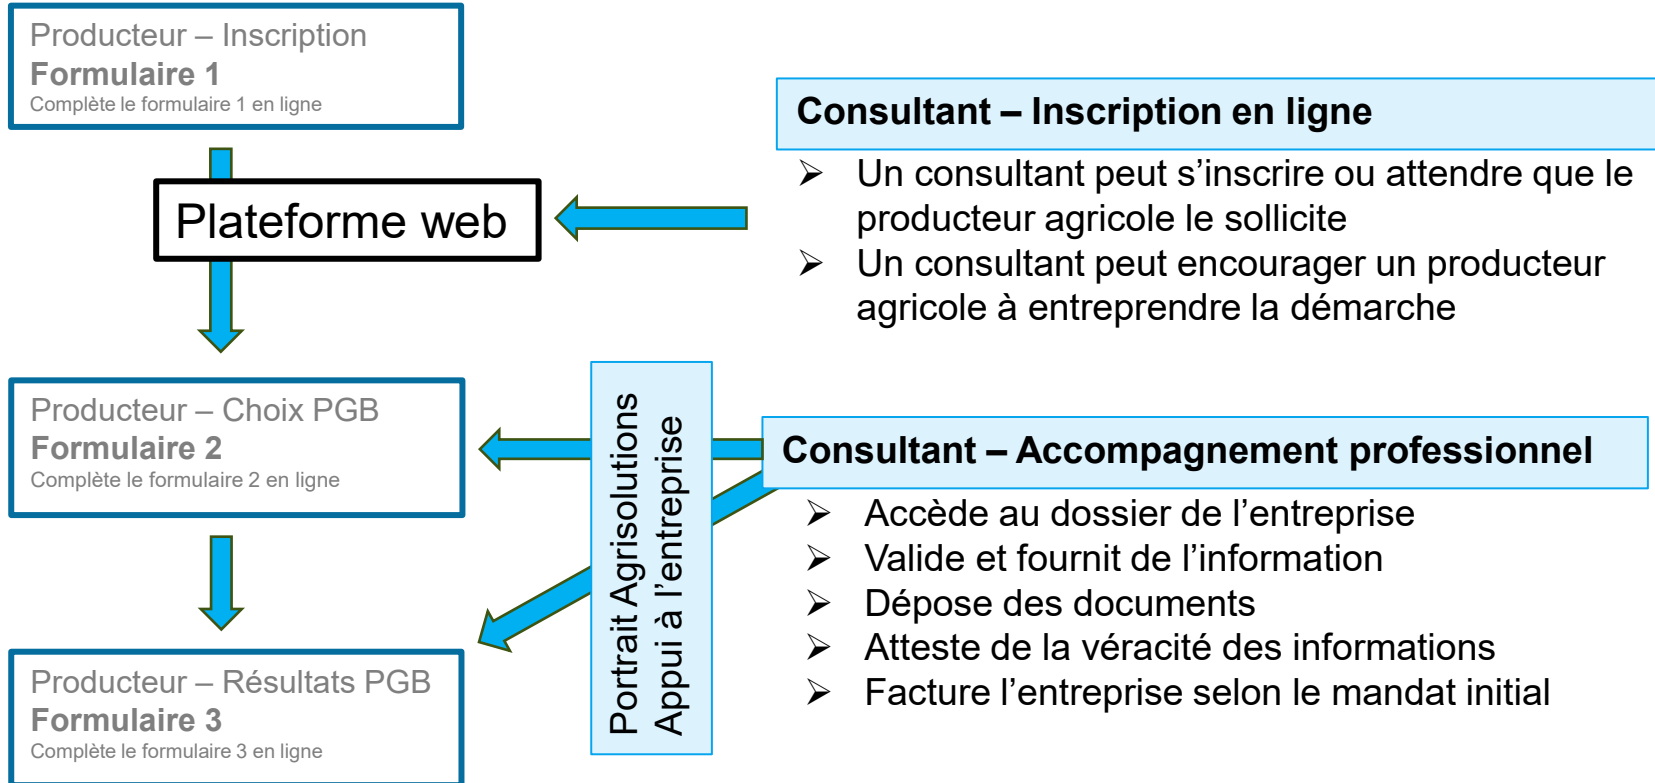 Producteur – Inscription
Formulaire 1
Complète le formulaire 1 en ligne
Plateforme web
Consultant – Inscription en ligne
➢ Un consultant peut s’inscrire ou attendre que le
producteur agricole le sollicite
➢ Un consultant peut encourager un producteur
agricole à entreprendre la démarche
Producteur – Choix PGB
Formulaire 2
Complète le formulaire 2 en ligne
Portrait Agrisolutions
Appui à l’entreprise
Consultant – Accompagnement professionnel
➢ Accède au dossier de l’entreprise
➢ Valide et fournit de l’information
➢ Dépose des documents
➢ Atteste de la véracité des informations
➢ Facture l’entreprise selon le mandat initial
Producteur – Résultats PGB
Formulaire 3
Complète le formulaire 3 en ligne